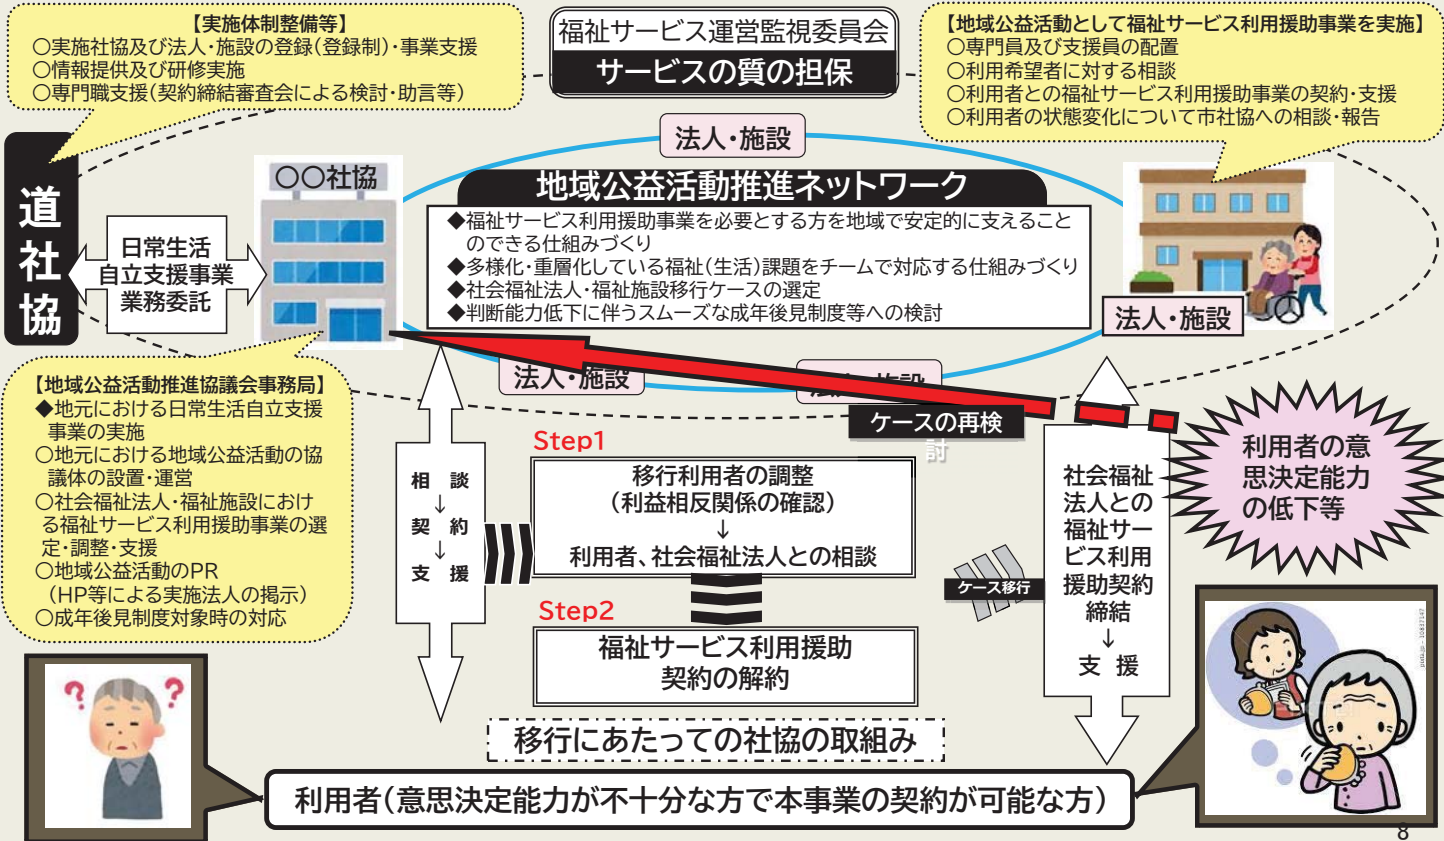 【実施体制整備等】
○実施社協及び法人・施設の登録(登録制)・事業支援
○情報提供及び研修実施
○専門職支援(契約締結審査会による検討・助言等)
福祉サービス運営監視委員会
サービスの質の担保
【地域公益活動として福祉サービス利用援助事業を実施】
○専門員及び支援員の配置
○利用希望者に対する相談
○利用者との福祉サービス利用援助事業の契約・支援
○利用者の状態変化について市社協への相談・報告
道社協
日常生活
自立支援事業
業務委託
○○社協
法人・施設
地域公益活動推進ネットワーク
◆福祉サービス利用援助事業を必要とする方を地域で安定的に支えること
のできる仕組みづくり
◆多様化・重層化している福祉(生活)課題をチームで対応する仕組みづくり
◆社会福祉法人・福祉施設移行ケースの選定
◆判断能力低下に伴うスムーズな成年後見制度等への検討
法人・施設
法人・施設
【地域公益活動推進協議会事務局】
◆地元における日常生活自立支援
事業の実施
○地元における地域公益活動の協
議体の設置・運営
○社会福祉法人・福祉施設におけ
る福祉サービス利用援助事業の選
定・調整・支援
○地域公益活動のPR
(HP等による実施法人の掲示)
○成年後見制度対象時の対応
相 談
↓
契 約
↓
支 援
ケースの再検
討
Step1
移行利用者の調整
(利益相反関係の確認)
↓
利用者、社会福祉法人との相談
Step2
福祉サービス利用援助
契約の解約
移行にあたっての社協の取組み
ケース移行
社会福祉
法人との
福祉サー
ビス利用
援助契約
締結
↓
支 援
利用者の意
思決定能力
の低下等
利用者(意思決定能力が不十分な方で本事業の契約が可能な方)
8